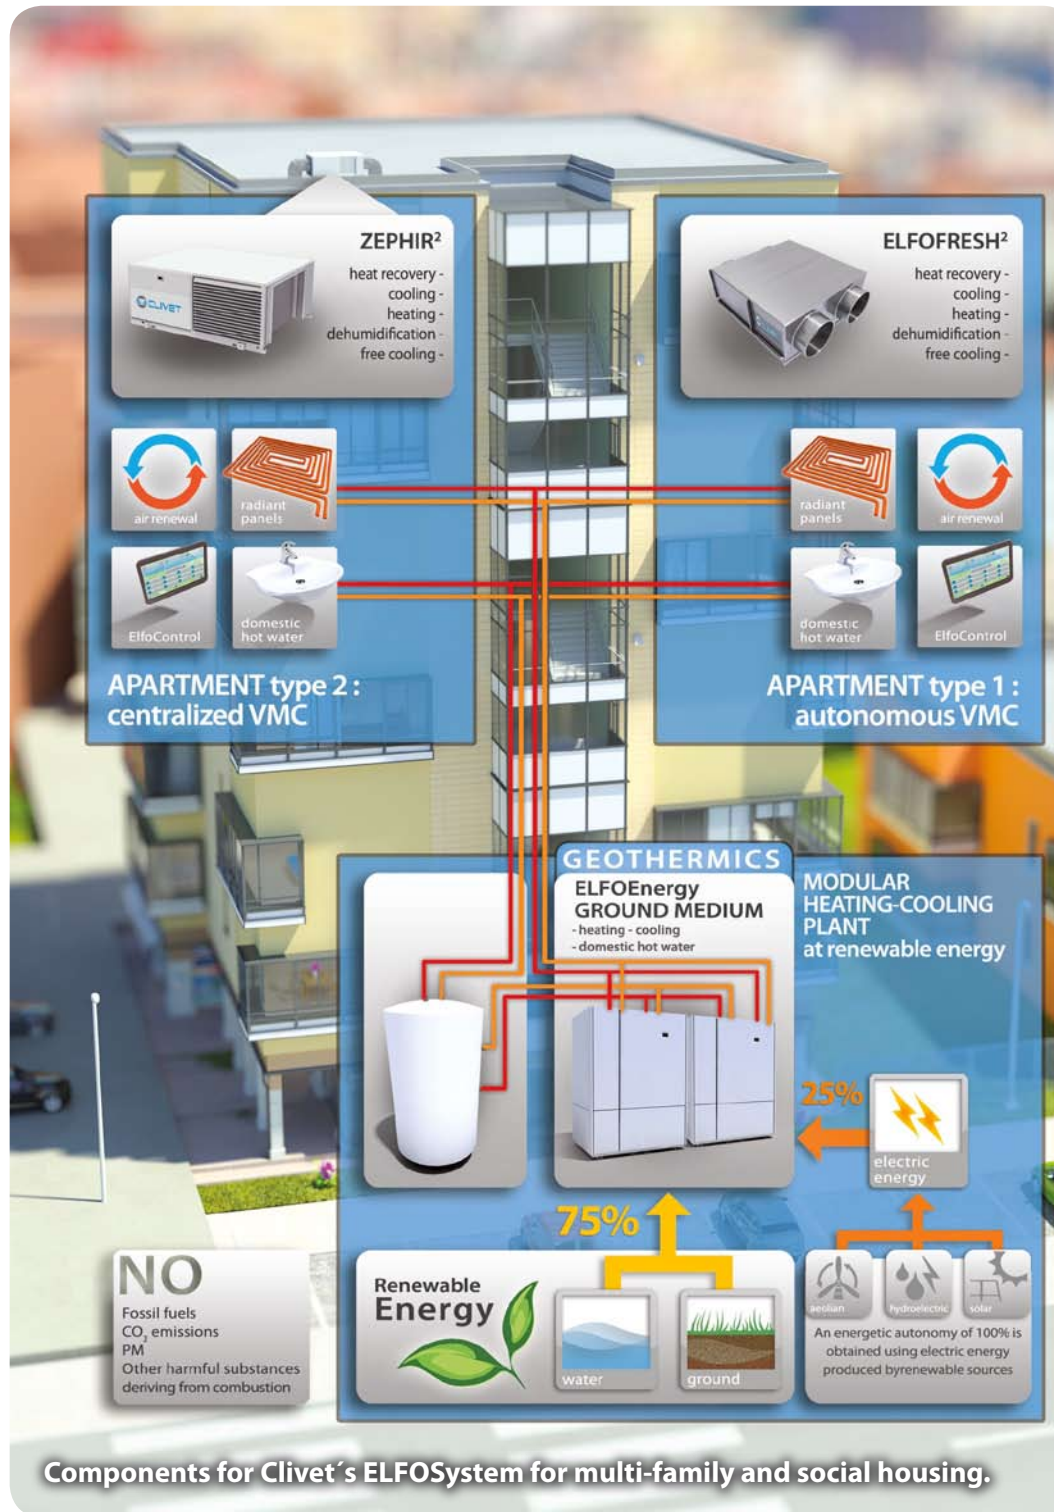 ZEPHIR²
heat recovery -
cooling -
heating -
dehumidification -
free cooling -
CLIVET
air renewal
radiant
panels
ElfoControl
domestic
hot water
APARTMENT type 2 :
centralized VMC
ELFOFRESH²
heat recovery -
cooling -
heating -
dehumidification -
free cooling -
CLIVET
radiant
panels
air renewal
domestic
hot water
ElfoControl
APARTMENT type 1 :
autonomous VMC
GEOTHERMICS
ELFOEnergy
GROUND MEDIUM
- heating - cooling
- domestic hot water
MODULAR
HEATING-COOLING
PLANT
at renewable energy
25%
electric
energy
75%
Renewable
Energy
water
ground
aeolian
hydroelectric
solar
An energetic autonomy of 100% is
obtained using electric energy
produced byrenewable sources
NO
Fossil fuels
CO₂ emissions
PM
Other harmful substances
deriving from combustion
Components for Clivet´s ELFOSystem for multi-family and social housing.